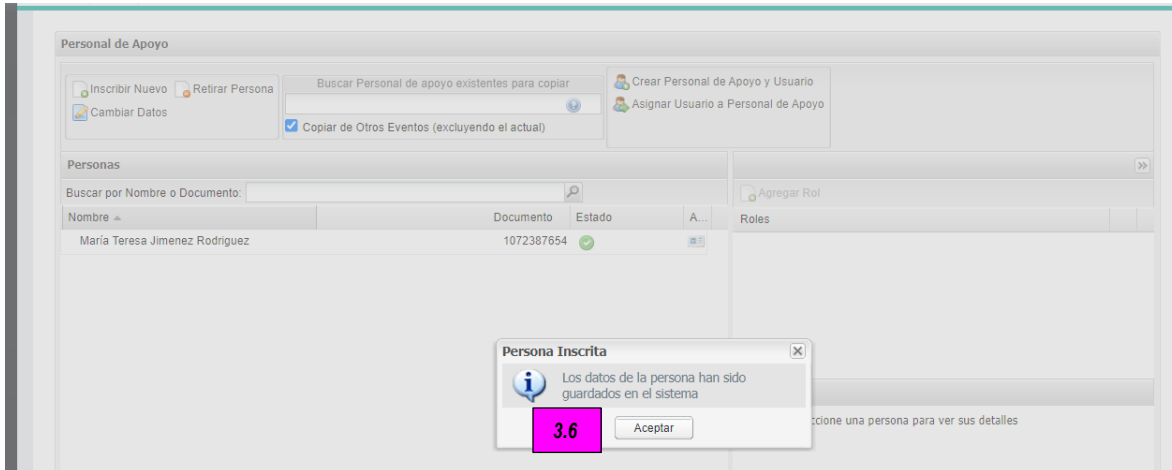 Personal de Apoyo
Inscribir Nuevo Retirar Persona
Cambiar Datos
Buscar Personal de apoyo existentes para copiar
Copiar de Otros Eventos (excluyendo el actual)
Crear Personal de Apoyo y Usuario
Asignar Usuario a Personal de Apoyo
Personas
Buscar por Nombre o Documento:
Nombre Documento Estado A...
María Teresa Jimenez Rodriguez 1072387654
Agregar Rol
Roles
Persona Inscrita
Los datos de la persona han sido
guardados en el sistema
3.6 Aceptar
una persona para ver sus detalles